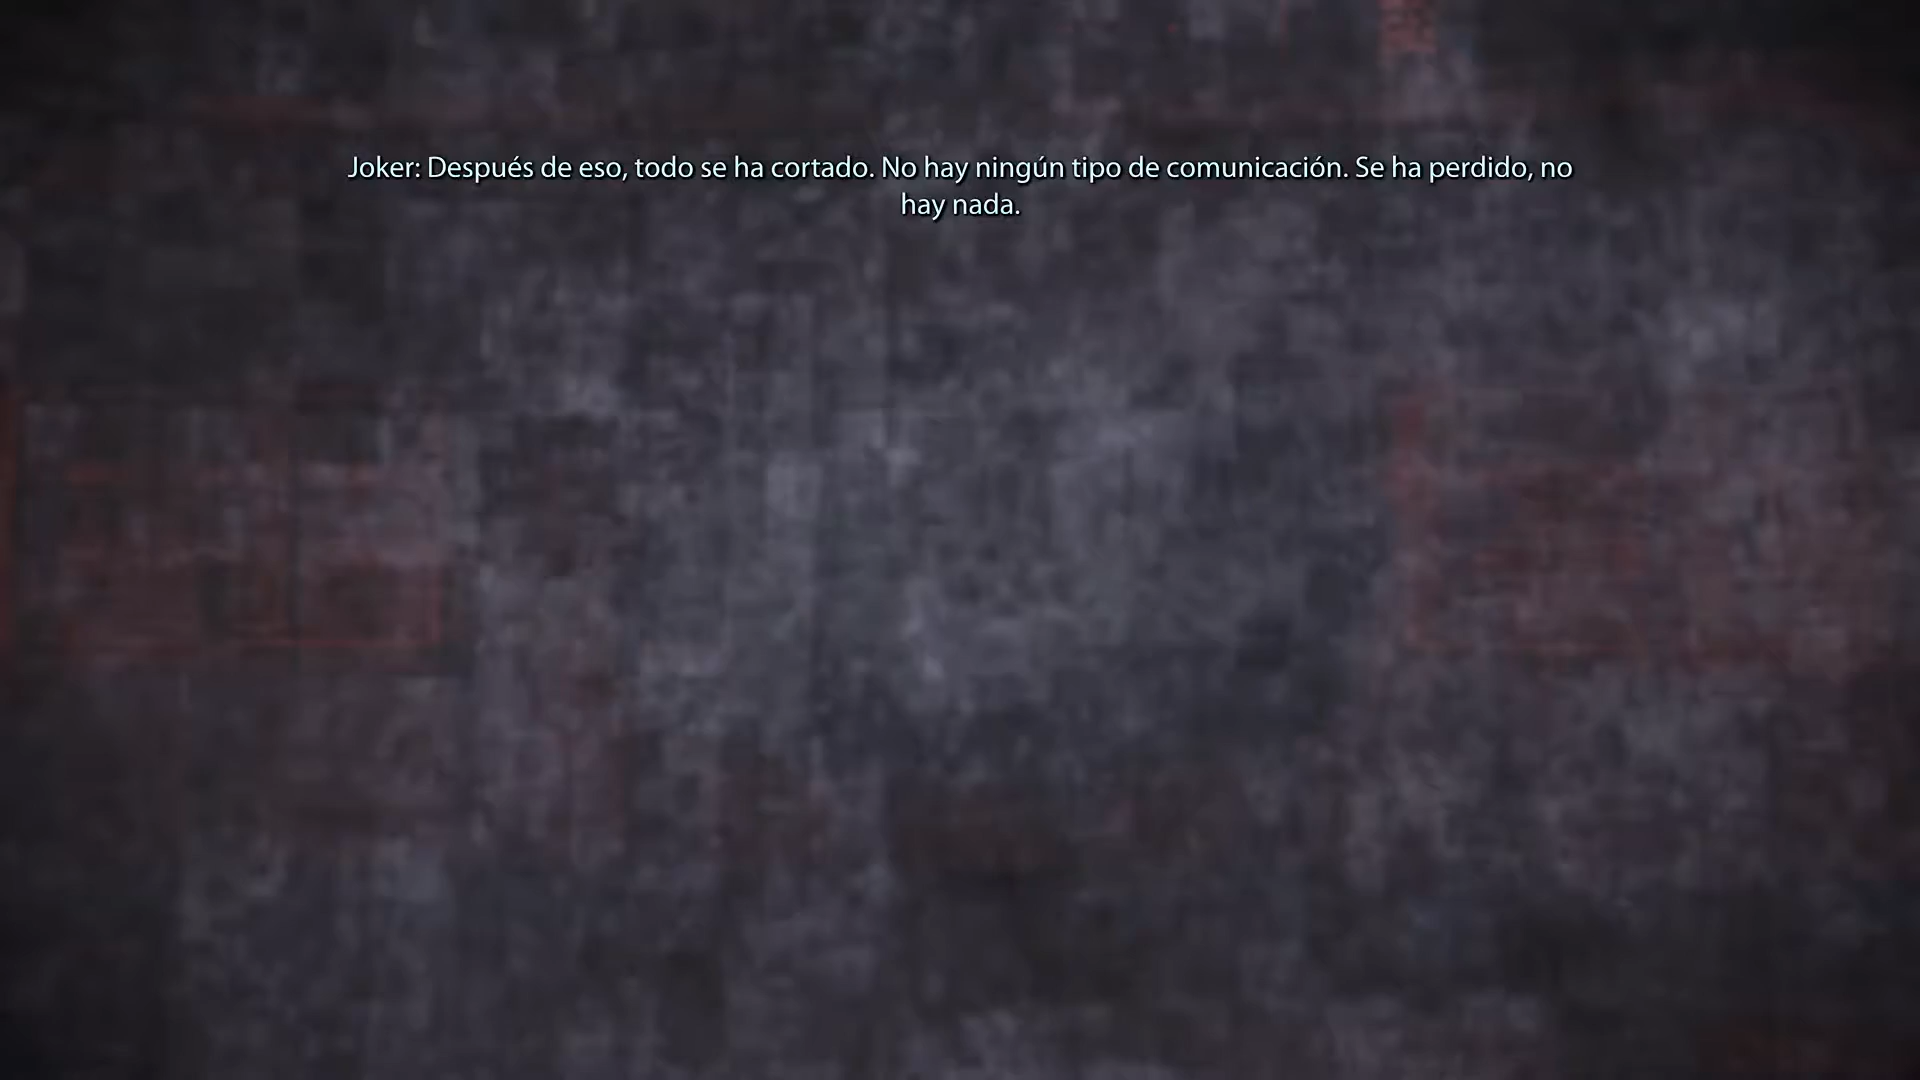 Joker: Después de eso, todo se ha cortado. No hay ningún tipo de comunicación. Se ha perdido, no
hay nada.